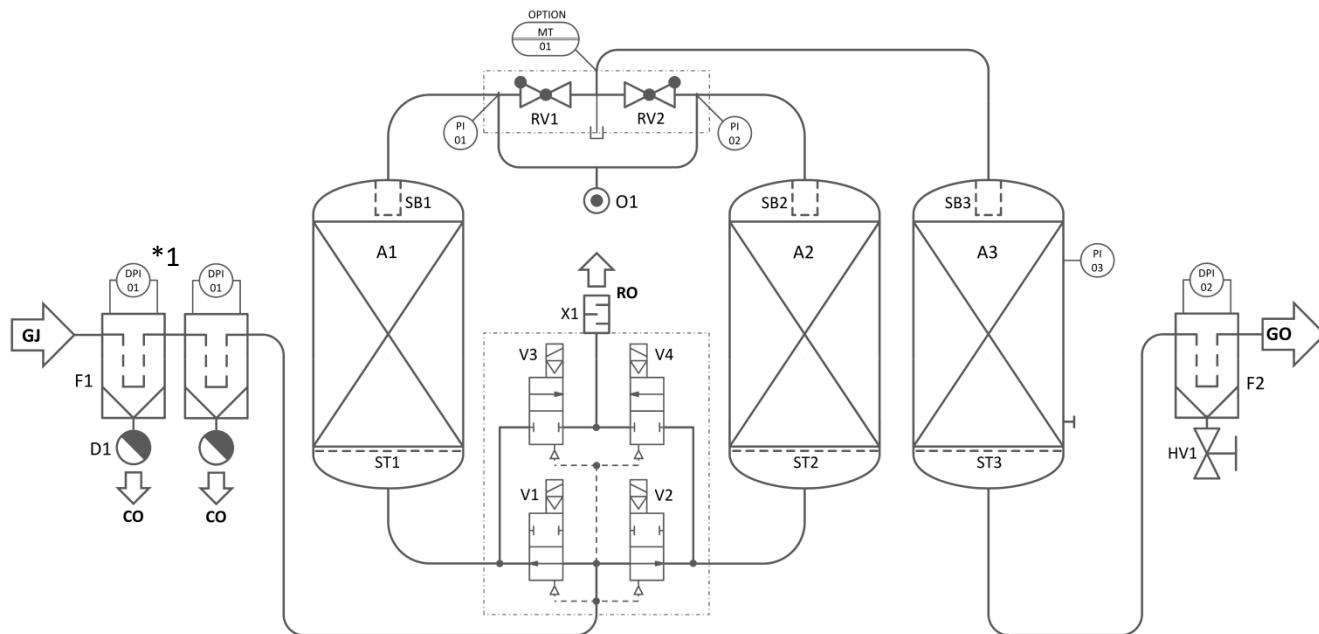 OPTION
MT
01
RV1
RV2
PI
01
PI
02
SB1
O1
SB2
SB3
A1
A2
A3
*1
DPI
01
DPI
01
PI
03
DPI
02
RO
X1
GJ
GO
V3
V4
F1
F2
D1
ST1
ST2
ST3
HV1
V1
V2
CO
CO